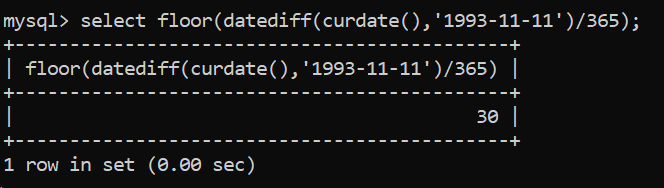 mysql> select floor(datediff(curdate(),'1993-11-11')/365);
+---------------------------------------------+
| floor(datediff(curdate(),'1993-11-11')/365) |
+---------------------------------------------+
|                                          30 |
+---------------------------------------------+
1 row in set (0.00 sec)